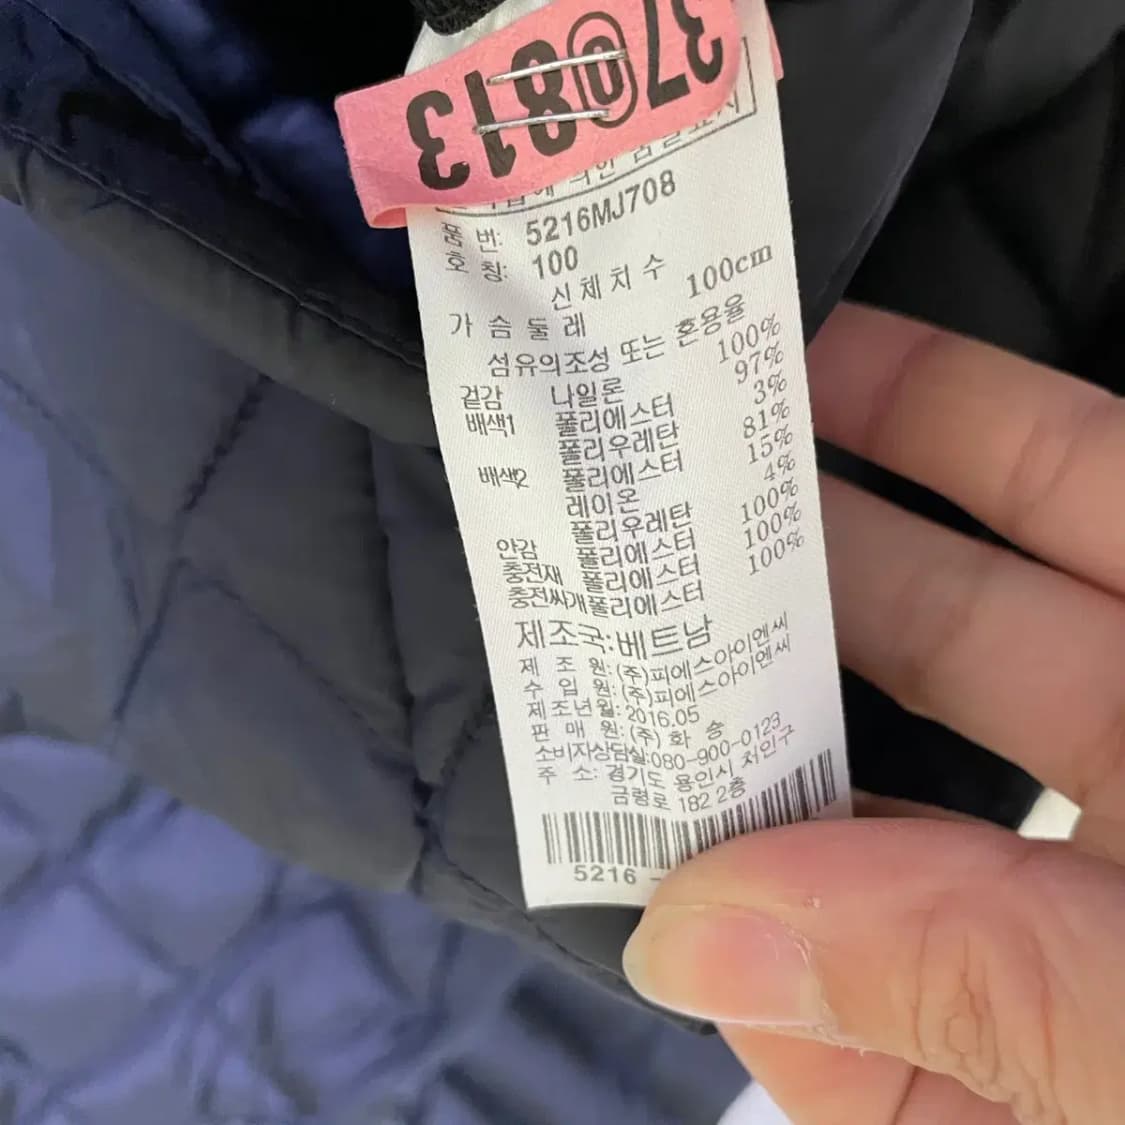 370813
품 번: 5216MJ708
호 칭: 100
신체치수
가슴둘레 100cm
섬유의조성 또는 혼용율
겉감 나일론 100%
배색1 폴리에스터 97%
폴리우레탄 3%
배색2 폴리에스터 81%
레이온 15%
폴리우레탄 4%
안감 폴리에스터 100%
충전재 폴리에스터 100%
충전씨개 폴리에스터 100%
제조국:베트남
제 조 원:(주)피에스아이엔씨
수 입 원:(주)피에스아이엔씨
제조년월:2016.05
판 매 원:(주) 화 숭
소비자상담실:080-900-0123
주 소: 경기도 용인시 처인구
금령로 182 2층
5216 -